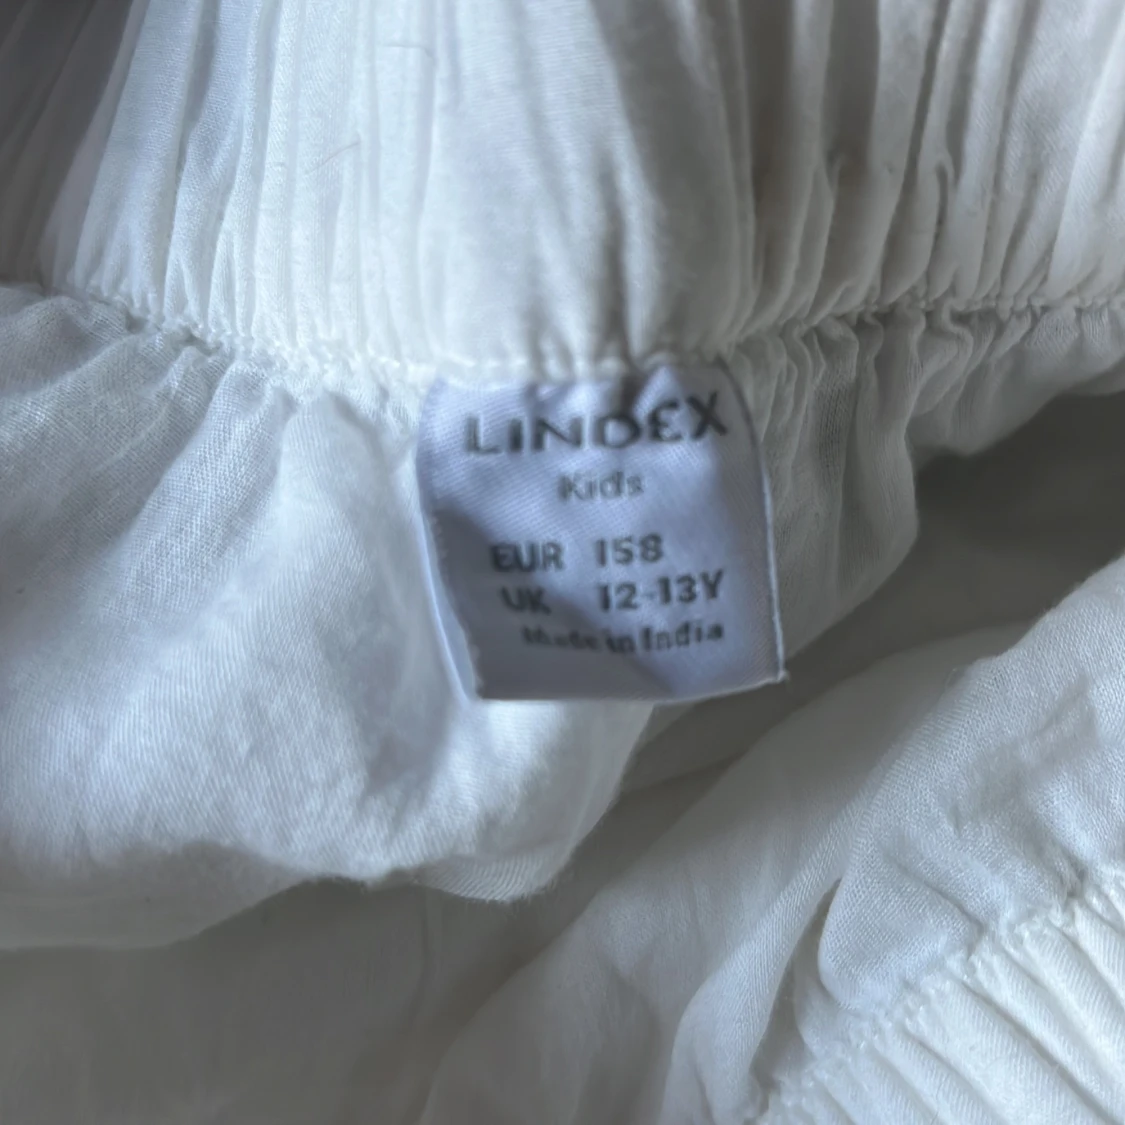 LINDEX
Kids
EUR 158
UK 12-13Y
Made in India